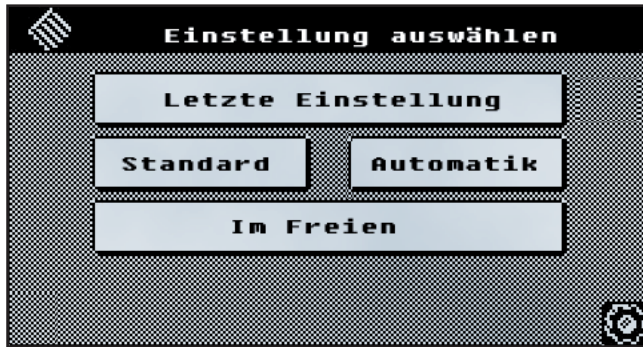 Einstellung auswählen
Letzte Einstellung
Standard Automatik
Im Freien